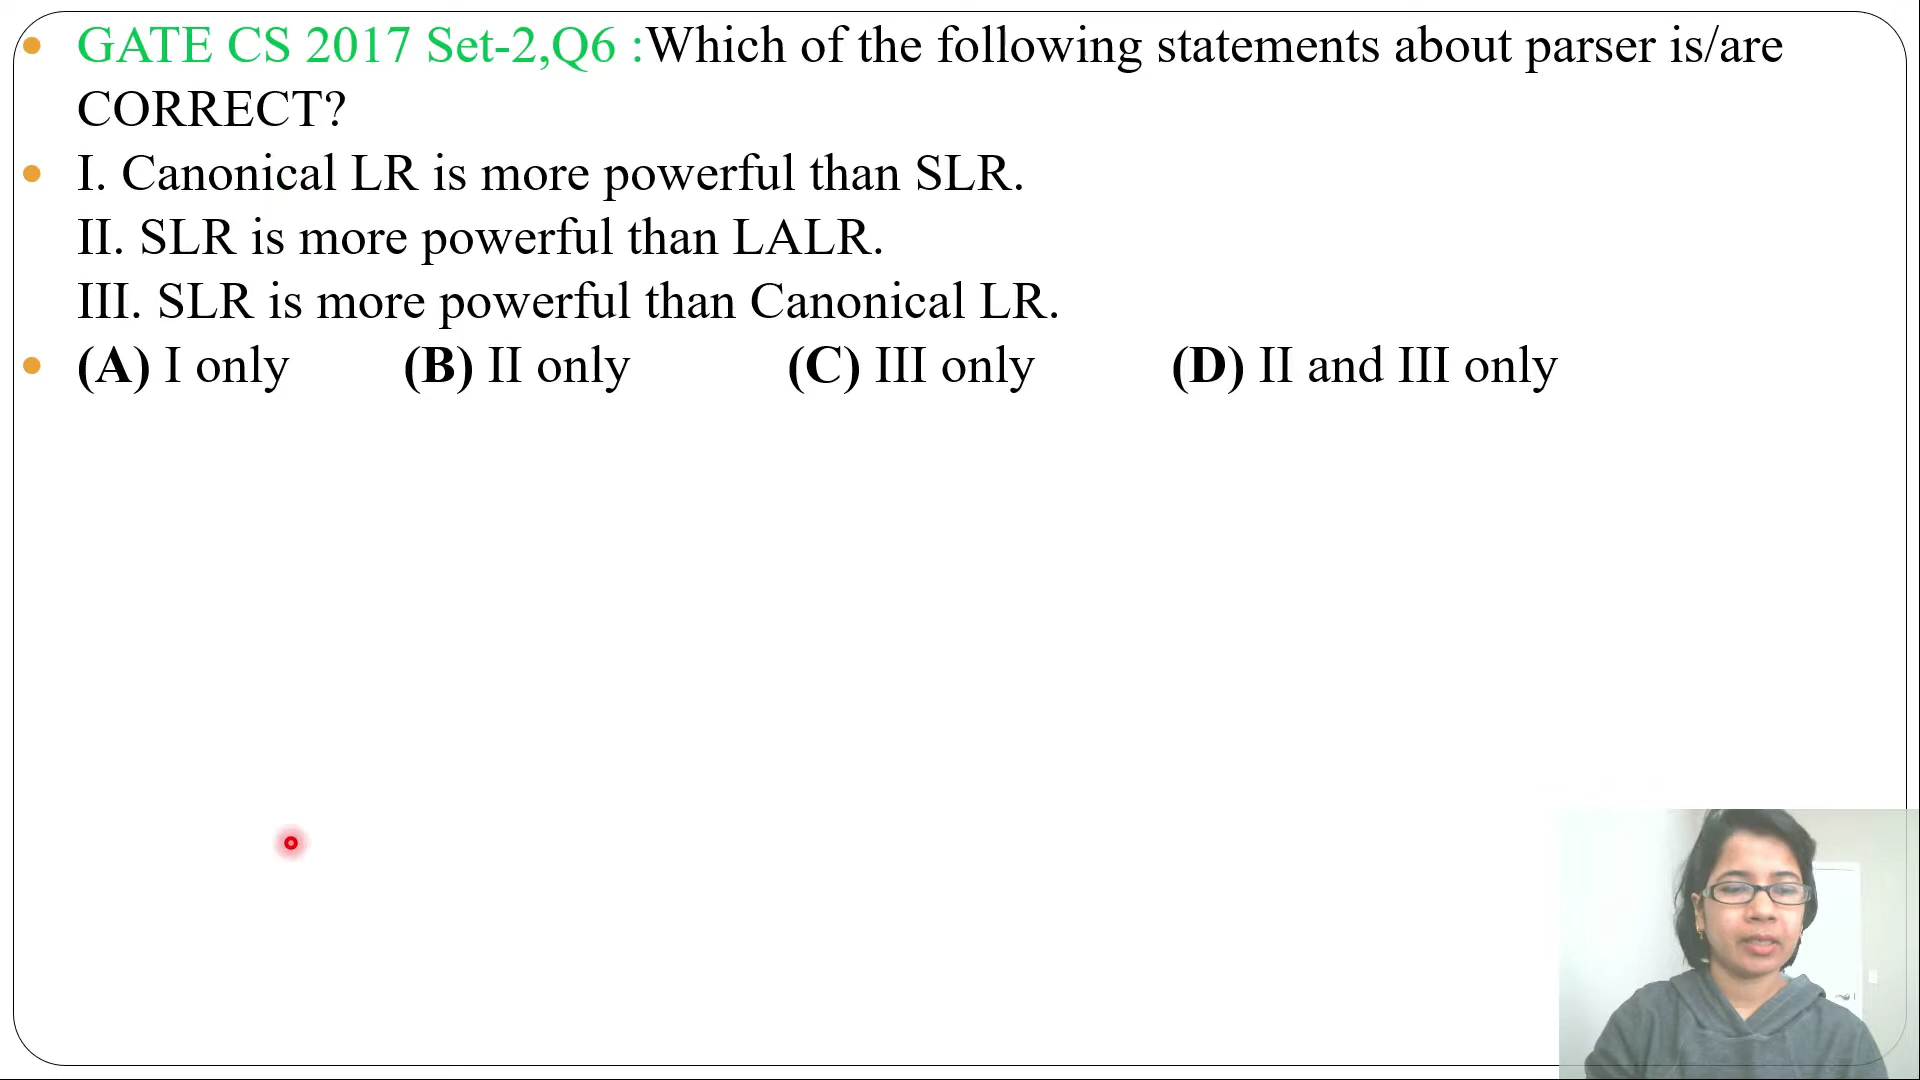 GATE CS 2017 Set-2,Q6 :Which of the following statements about parser is/are
CORRECT?
I. Canonical LR is more powerful than SLR.
II. SLR is more powerful than LALR.
III. SLR is more powerful than Canonical LR.
(A) I only (B) II only (C) III only (D) II and III only